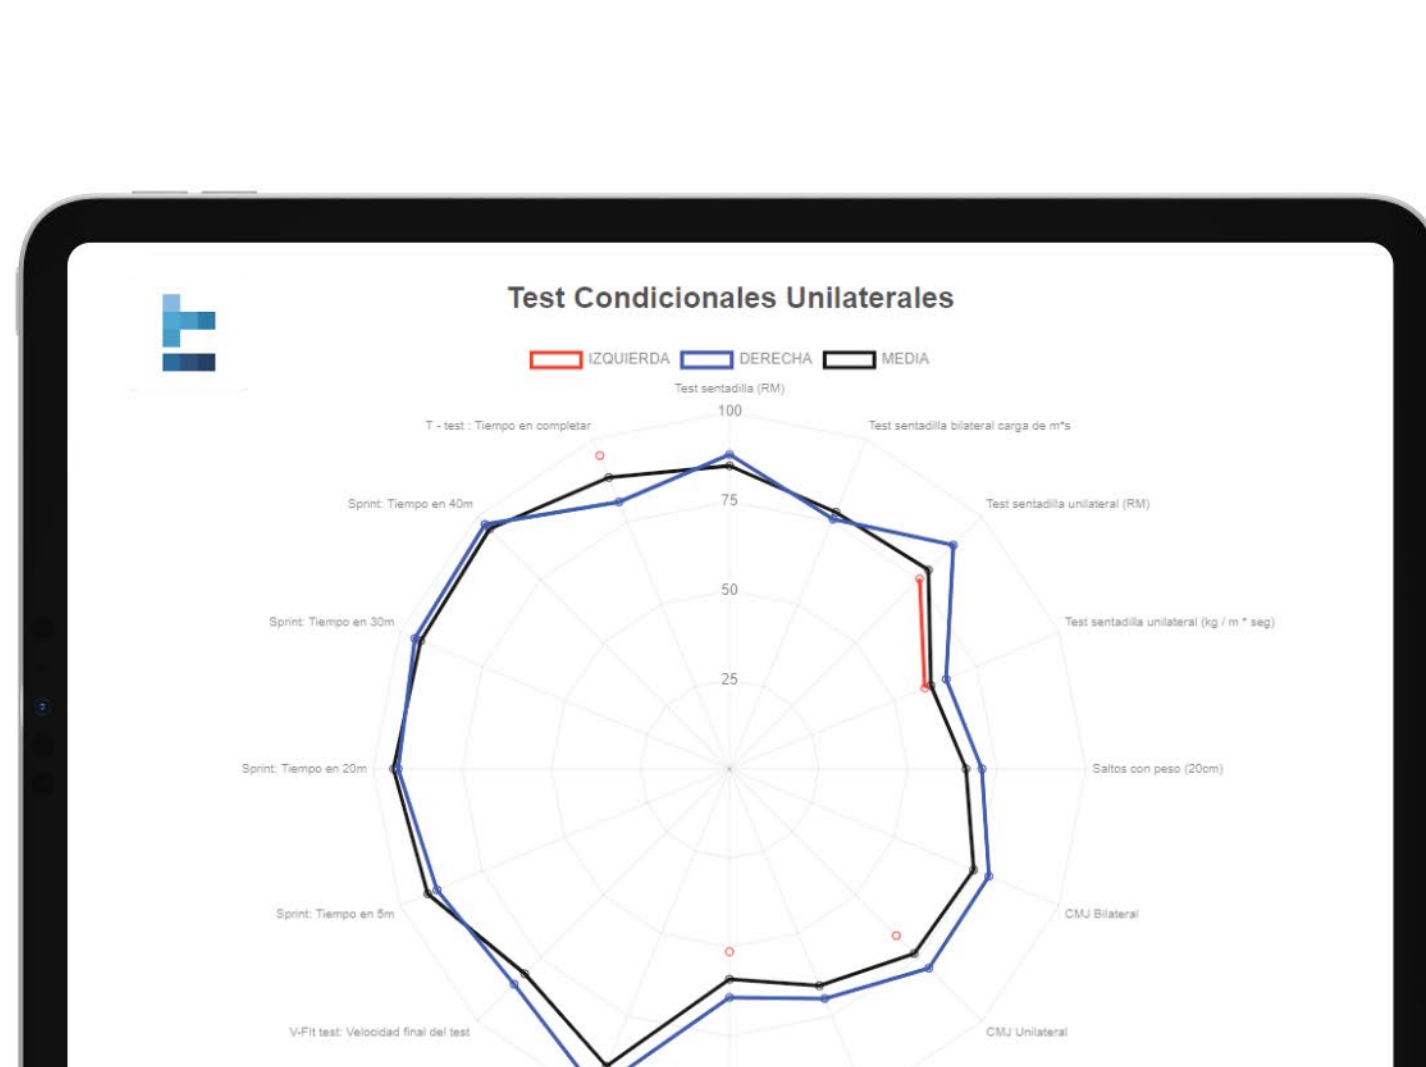 Test Condicionales Unilaterales
IZQUIERDA DERECHA MEDIA
Test sentadilla (RM)
100
T - test : Tiempo en completar
Test sentadilla bilateral carga de m*s
75
Sprint: Tiempo en 40m
Test sentadilla unilateral (RM)
50
Sprint: Tiempo en 30m
Test sentadilla unilateral (kg / m * seg)
25
Sprint: Tiempo en 20m
Saltos con peso (20cm)
Sprint: Tiempo en 5m
CMJ Bilateral
V-Fit test: Velocidad final del test
CMJ Unilateral